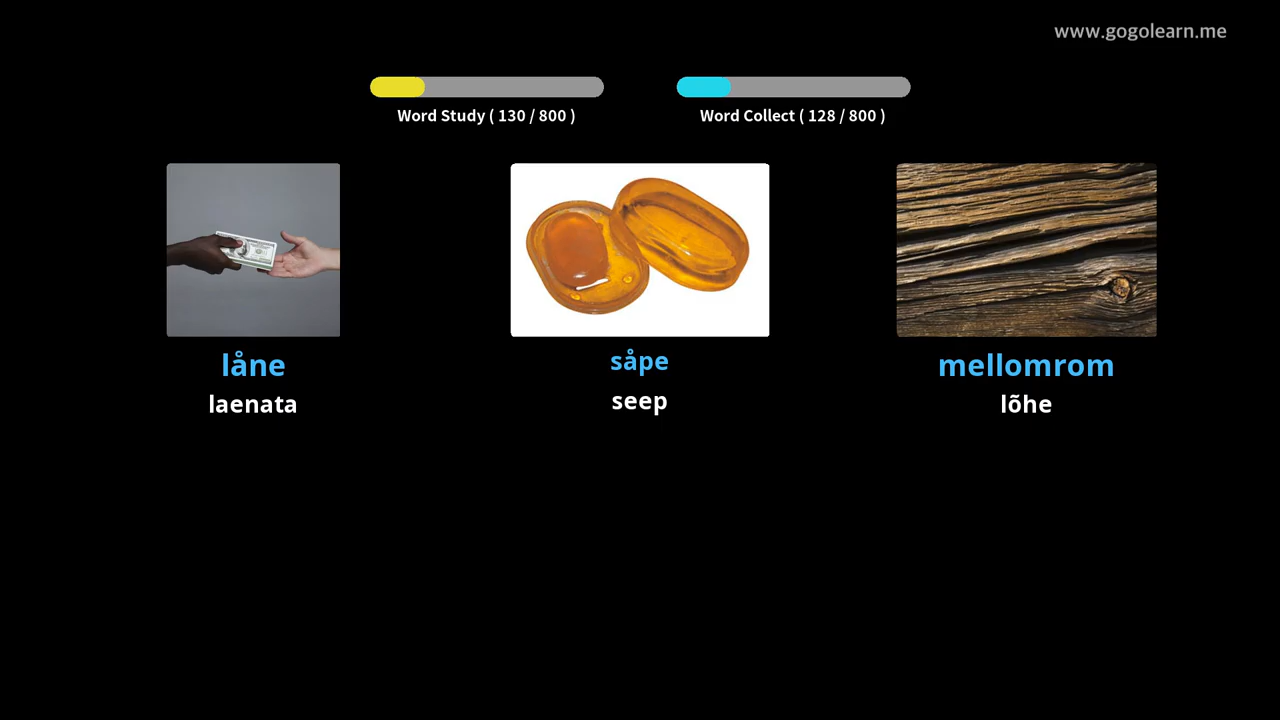 www.gogolearn.me
Word Study ( 130 / 800 )
Word Collect ( 128 / 800 )
låne
laenata
såpe
seep
mellomrom
lõhe